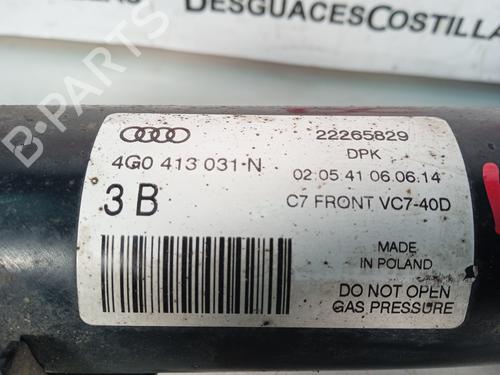 DESGUACESCOSTILLA
B-PARTS
22265829
4G0 413 031 N
DPK
02 05 41 06.06.14
3 B
C7 FRONT VC7-40D
MADE
IN POLAND
DO NOT OPEN
GAS PRESSURE